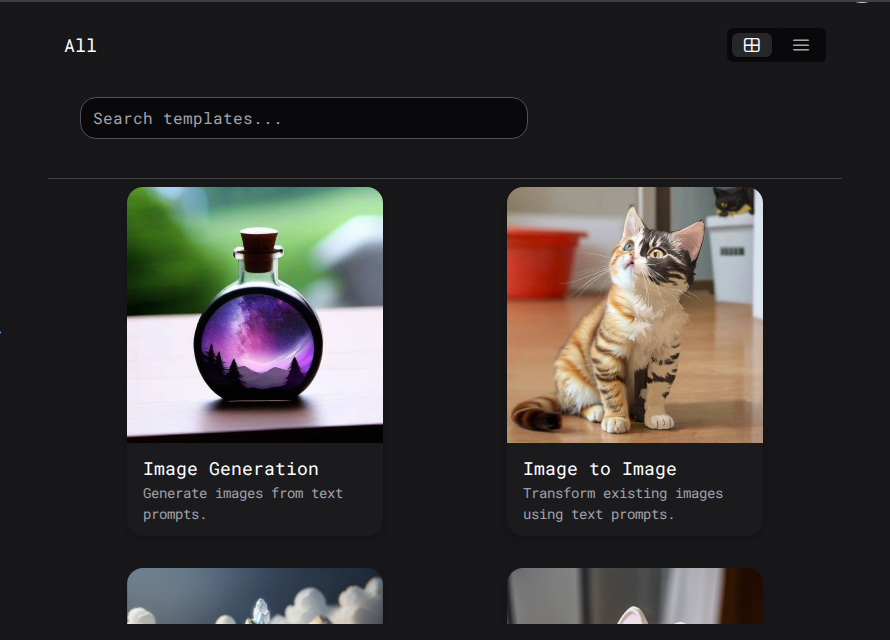 All
Search templates...
Image Generation
Generate images from text
prompts.
Image to Image
Transform existing images
using text prompts.